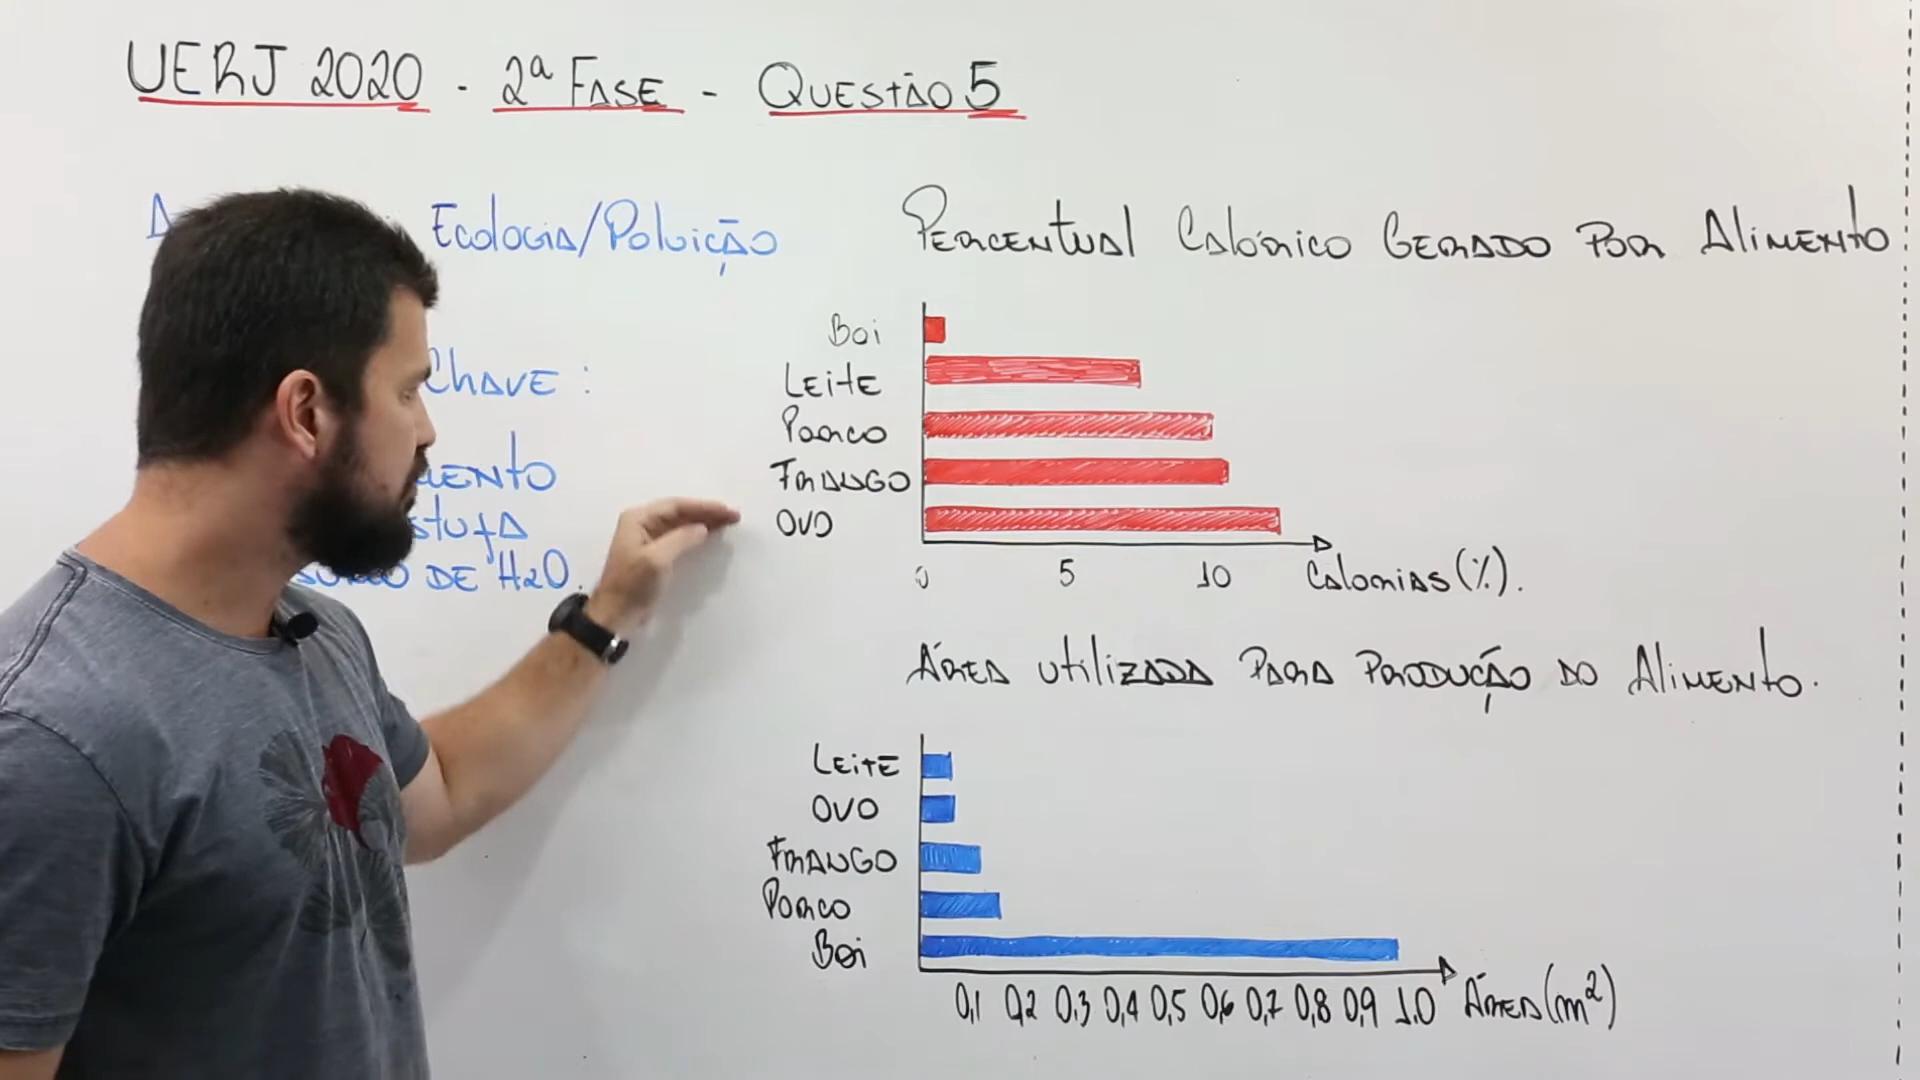 UERJ 2020 - 2ª FASE - QUESTÃO 5
ECOLOGIA/POLUIÇÃO
CHAVE:
DE H2O.
PERCENTUAL CALÓRICO GERADO POR ALIMENTO
BOI
LEITE
PORCO
FRANGO
OVO
0 5 10 CALORIAS (%).
ÁREA UTILIZADA PARA PRODUÇÃO DO ALIMENTO.
LEITE
OVO
FRANGO
PORCO
BOI
0,1 0,2 0,3 0,4 0,5 0,6 0,7 0,8 0,9 1,0 ÁREA (m²)